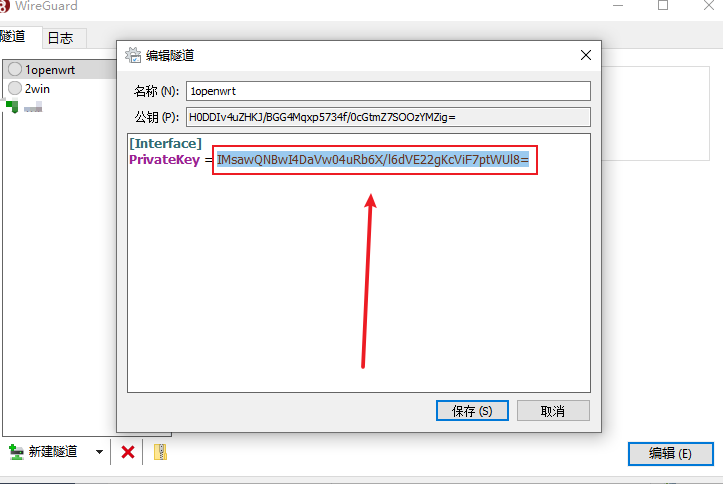 WireGuard
隧道
日志
1openwrt
2win
编辑隧道
名称 (N):
1openwrt
公钥 (P):
H0DDIv4uZHKJ/BGG4Mqxp5734f/0cGtmZ7SOOzYMZig=
[Interface]
PrivateKey = IMsawQNBwI4DaVw04uRb6X/l6dVE22gKcViF7ptWUl8=
保存 (S)
取消
新建隧道
编辑 (E)